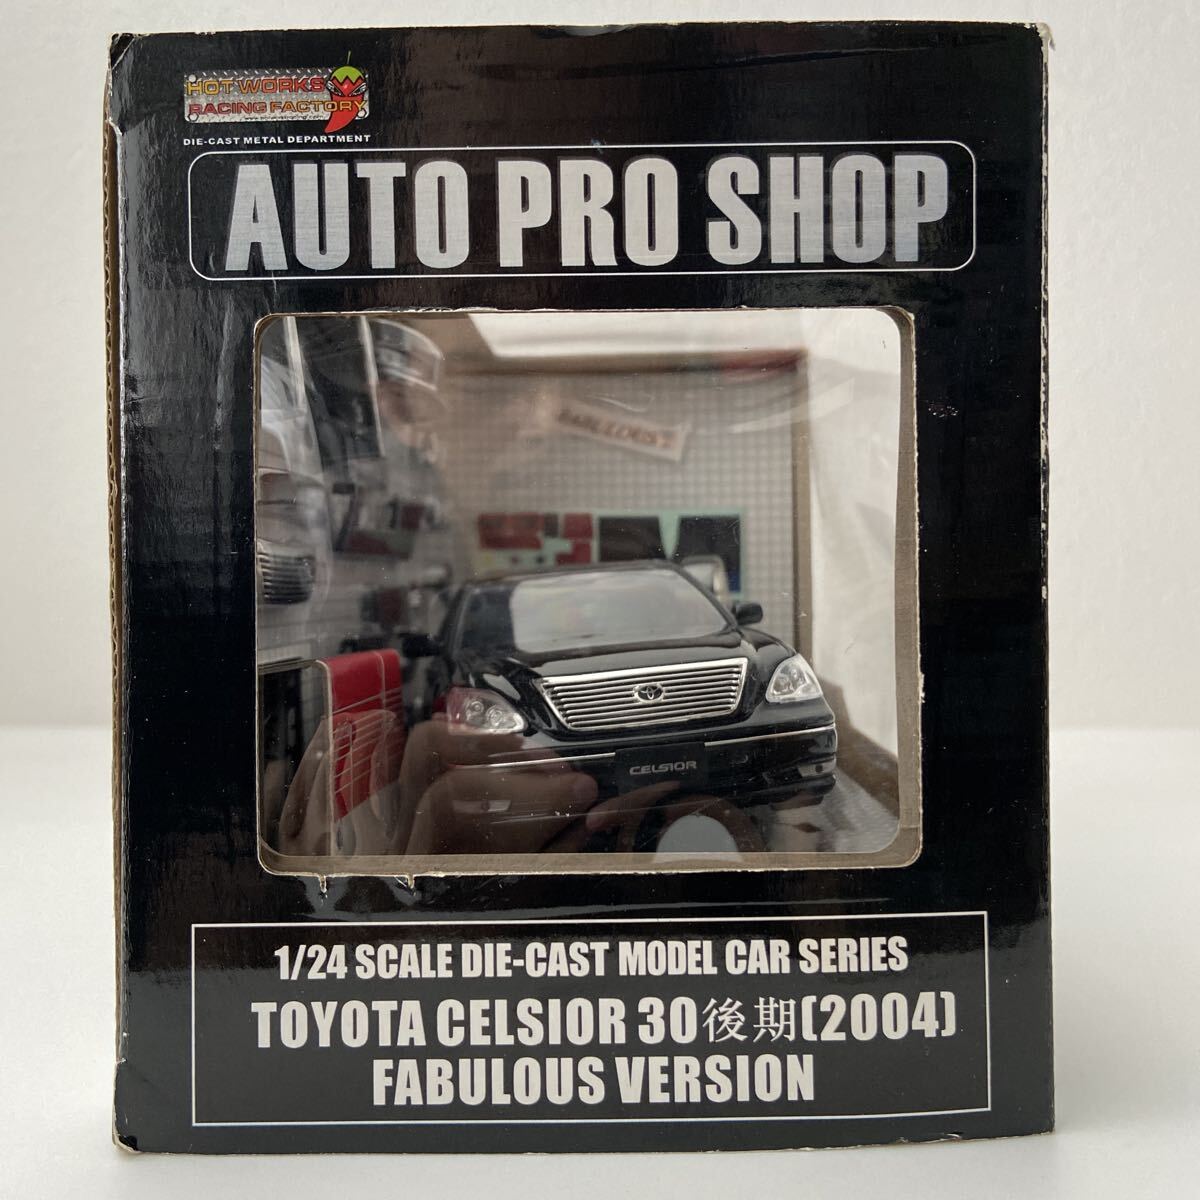 HOT WORKS
RACING FACTORY
DIE-CAST METAL DEPARTMENT
AUTO PRO SHOP
FABULOUS
CELSIOR
1/24 SCALE DIE-CAST MODEL CAR SERIES
TOYOTA CELSIOR 30後期(2004)
FABULOUS VERSION